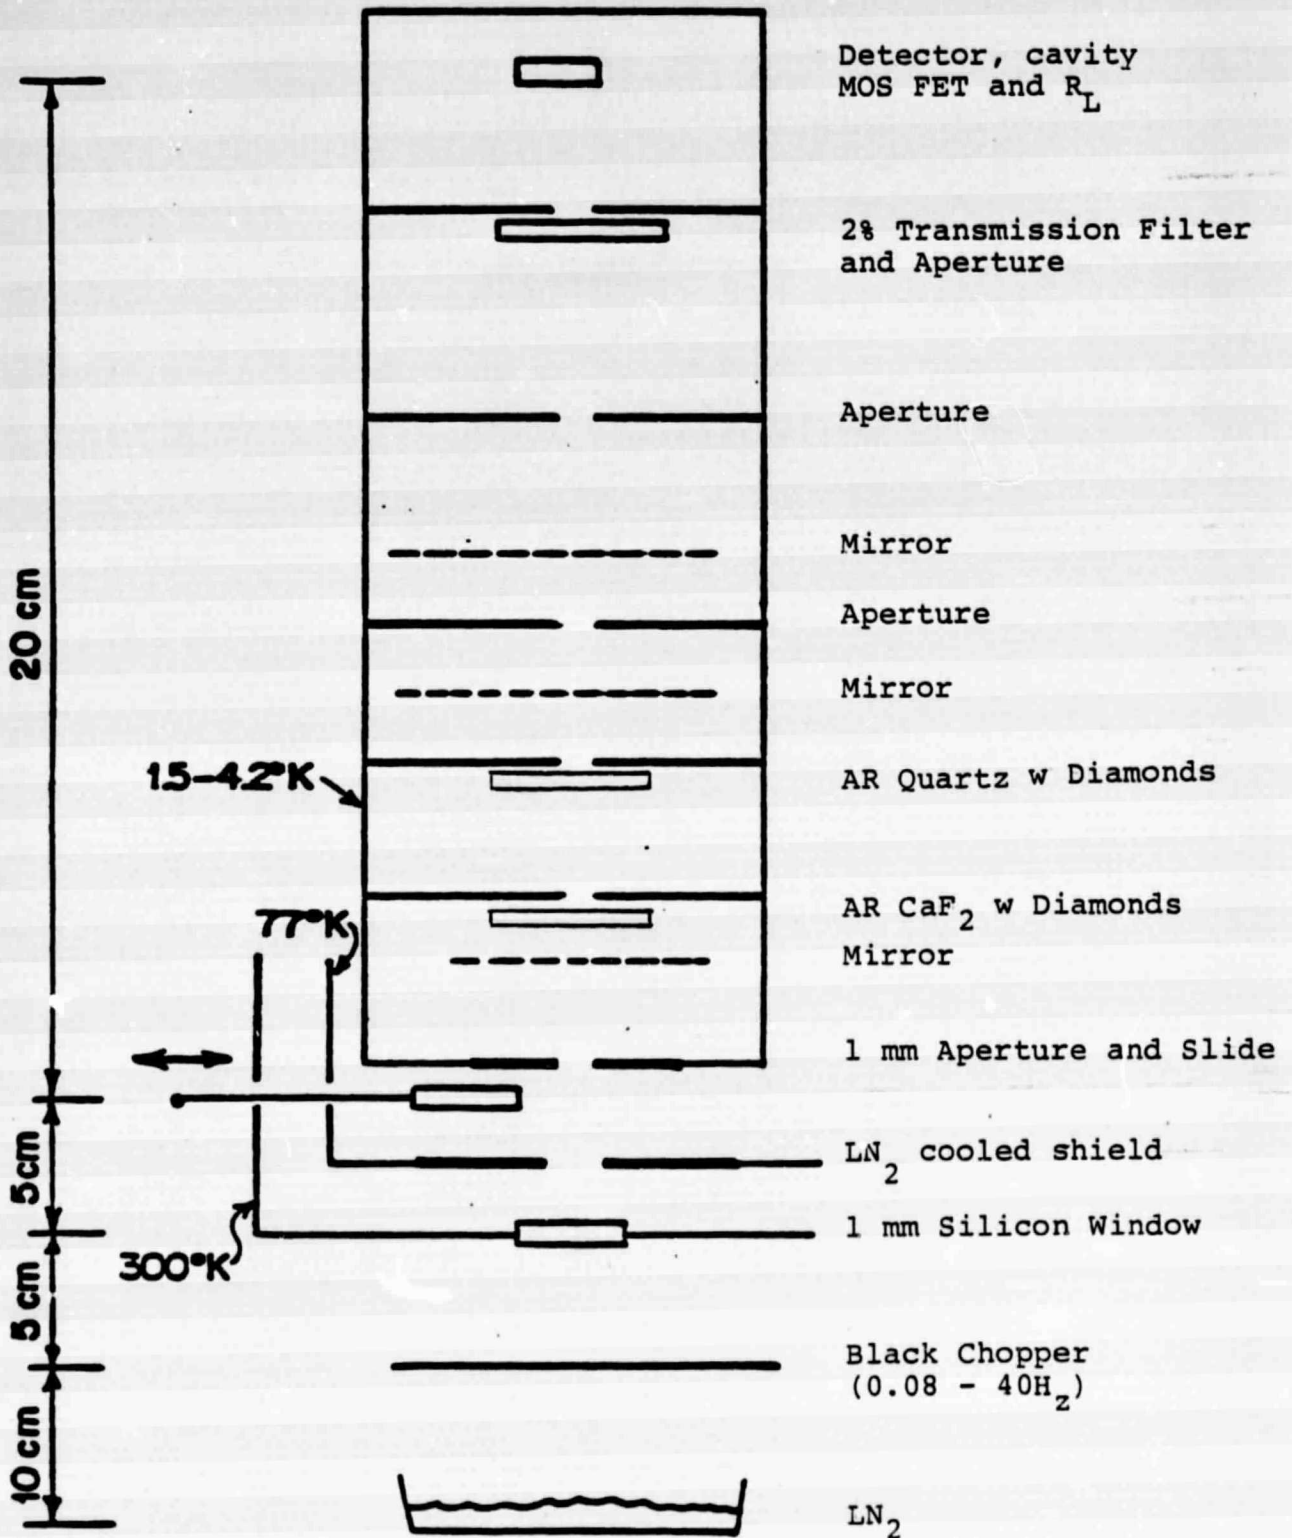 Detector, cavity
MOS FET and R_L
2% Transmission Filter
and Aperture
Aperture
Mirror
20 cm
Aperture
Mirror
1.5-4.2°K
AR Quartz w Diamonds
77°K
AR CaF₂ w Diamonds
Mirror
1 mm Aperture and Slide
5cm
LN₂ cooled shield
1 mm Silicon Window
300°K
5 cm
Black Chopper
(0.08 - 40H_z)
10 cm
LN₂